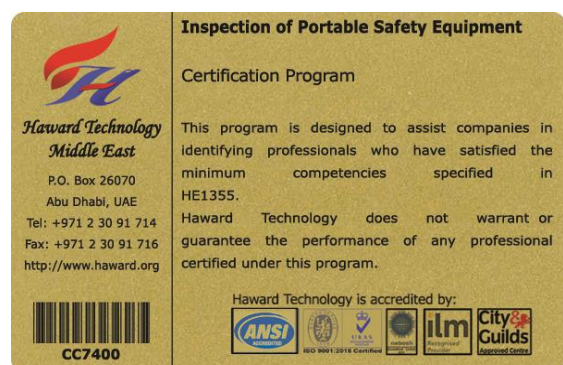 Haward Technology
Middle East
P.O. Box 26070
Abu Dhabi, UAE
Tel: +971 2 30 91 714
Fax: +971 2 30 91 716
http://www.haward.org
CC7400
Inspection of Portable Safety Equipment
Certification Program
This program is designed to assist companies in
identifying professionals who have satisfied the
minimum competencies specified in
HE1355.
Haward Technology does not warrant or
guarantee the performance of any professional
certified under this program.
Haward Technology is accredited by:
ANSI
ACCREDITED
UKAS
ISO 9001:2015 Certified
nebosh
ilm
Recognised
Provider
City&
Guilds
Approved Centre